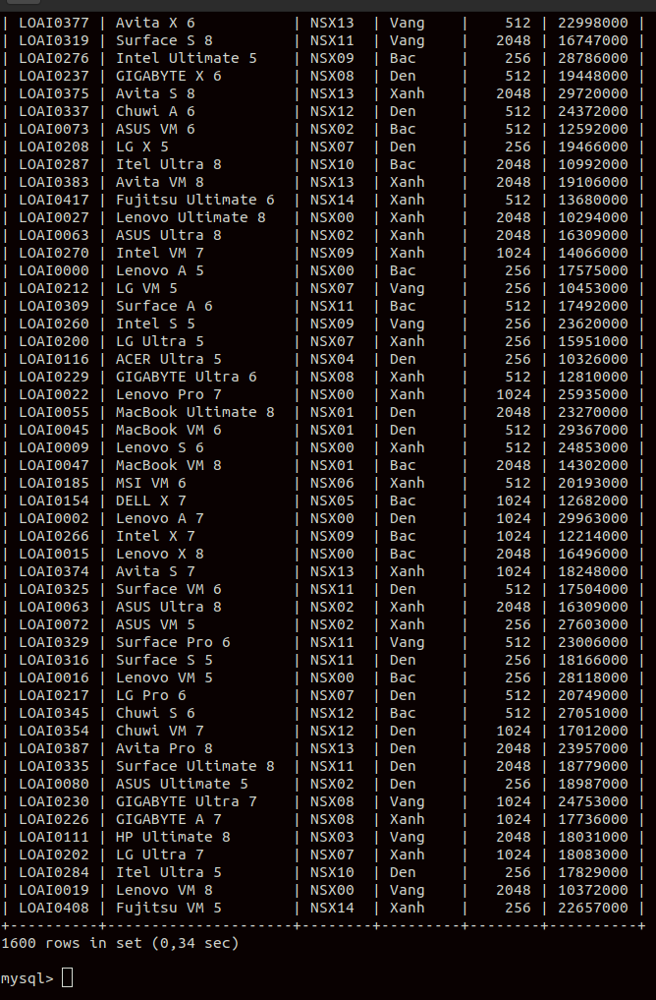 | LOAI0377 | Avita X 6           | NSX13  | Vang    |    512 | 22998000 |
| LOAI0319 | Surface S 8         | NSX11  | Vang    |   2048 | 16747000 |
| LOAI0276 | Intel Ultimate 5    | NSX09  | Bac     |    256 | 28786000 |
| LOAI0237 | GIGABYTE X 6        | NSX08  | Den     |    512 | 19448000 |
| LOAI0375 | Avita S 8           | NSX13  | Xanh    |   2048 | 29720000 |
| LOAI0337 | Chuwi A 6           | NSX12  | Den     |    512 | 24372000 |
| LOAI0073 | ASUS VM 6           | NSX02  | Bac     |    512 | 12592000 |
| LOAI0208 | LG X 5              | NSX07  | Den     |    256 | 19466000 |
| LOAI0287 | Itel Ultra 8        | NSX10  | Bac     |   2048 | 10992000 |
| LOAI0383 | Avita VM 8          | NSX13  | Xanh    |   2048 | 19106000 |
| LOAI0417 | Fujitsu Ultimate 6  | NSX14  | Xanh    |    512 | 13680000 |
| LOAI0027 | Lenovo Ultimate 8   | NSX00  | Xanh    |   2048 | 10294000 |
| LOAI0063 | ASUS Ultra 8        | NSX02  | Xanh    |   2048 | 16309000 |
| LOAI0270 | Intel VM 7          | NSX09  | Xanh    |   1024 | 14066000 |
| LOAI0000 | Lenovo A 5          | NSX00  | Bac     |    256 | 17575000 |
| LOAI0212 | LG VM 5             | NSX07  | Vang    |    256 | 10453000 |
| LOAI0309 | Surface A 6         | NSX11  | Bac     |    512 | 17492000 |
| LOAI0260 | Intel S 5           | NSX09  | Vang    |    256 | 23620000 |
| LOAI0200 | LG Ultra 5          | NSX07  | Xanh    |    256 | 15951000 |
| LOAI0116 | ACER Ultra 5        | NSX04  | Den     |    256 | 10326000 |
| LOAI0229 | GIGABYTE Ultra 6    | NSX08  | Xanh    |    512 | 12810000 |
| LOAI0022 | Lenovo Pro 7        | NSX00  | Xanh    |   1024 | 25935000 |
| LOAI0055 | MacBook Ultimate 8  | NSX01  | Den     |   2048 | 23270000 |
| LOAI0045 | MacBook VM 6        | NSX01  | Den     |    512 | 29367000 |
| LOAI0009 | Lenovo S 6          | NSX00  | Xanh    |    512 | 24853000 |
| LOAI0047 | MacBook VM 8        | NSX01  | Bac     |   2048 | 14302000 |
| LOAI0185 | MSI VM 6            | NSX06  | Xanh    |    512 | 20193000 |
| LOAI0154 | DELL X 7            | NSX05  | Bac     |   1024 | 12682000 |
| LOAI0002 | Lenovo A 7          | NSX00  | Den     |   1024 | 29963000 |
| LOAI0266 | Intel X 7           | NSX09  | Bac     |   1024 | 12214000 |
| LOAI0015 | Lenovo X 8          | NSX00  | Bac     |   2048 | 16496000 |
| LOAI0374 | Avita S 7           | NSX13  | Xanh    |   1024 | 18248000 |
| LOAI0325 | Surface VM 6        | NSX11  | Den     |    512 | 17504000 |
| LOAI0063 | ASUS Ultra 8        | NSX02  | Xanh    |   2048 | 16309000 |
| LOAI0072 | ASUS VM 5           | NSX02  | Xanh    |    256 | 27603000 |
| LOAI0329 | Surface Pro 6       | NSX11  | Vang    |    512 | 23006000 |
| LOAI0316 | Surface S 5         | NSX11  | Den     |    256 | 18166000 |
| LOAI0016 | Lenovo VM 5         | NSX00  | Bac     |    256 | 28118000 |
| LOAI0217 | LG Pro 6            | NSX07  | Den     |    512 | 20749000 |
| LOAI0345 | Chuwi S 6           | NSX12  | Bac     |    512 | 27051000 |
| LOAI0354 | Chuwi VM 7          | NSX12  | Den     |   1024 | 17012000 |
| LOAI0387 | Avita Pro 8         | NSX13  | Den     |   2048 | 23957000 |
| LOAI0335 | Surface Ultimate 8  | NSX11  | Den     |   2048 | 18779000 |
| LOAI0080 | ASUS Ultimate 5     | NSX02  | Den     |    256 | 18987000 |
| LOAI0230 | GIGABYTE Ultra 7    | NSX08  | Vang    |   1024 | 24753000 |
| LOAI0226 | GIGABYTE A 7        | NSX08  | Xanh    |   1024 | 17736000 |
| LOAI0111 | HP Ultimate 8       | NSX03  | Vang    |   2048 | 18031000 |
| LOAI0202 | LG Ultra 7          | NSX07  | Xanh    |   1024 | 18083000 |
| LOAI0284 | Itel Ultra 5        | NSX10  | Den     |    256 | 17829000 |
| LOAI0019 | Lenovo VM 8         | NSX00  | Vang    |   2048 | 10372000 |
| LOAI0408 | Fujitsu VM 5        | NSX14  | Xanh    |    256 | 22657000 |
+----------+---------------------+--------+---------+--------+----------+
1600 rows in set (0,34 sec)
mysql>